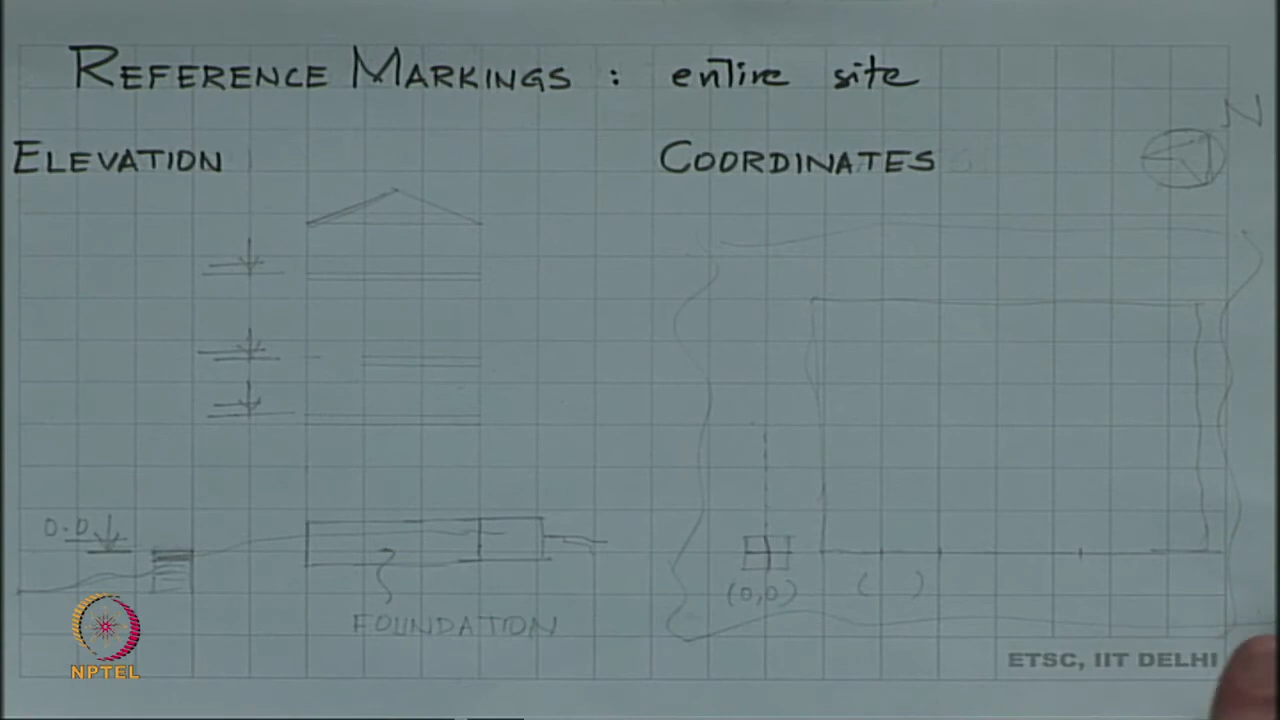 REFERENCE MARKINGS : entire site
N
ELEVATION
COORDINATES
0.0
(0,0)
( )
FOUNDATION
NPTEL
ETSC, IIT DELHI